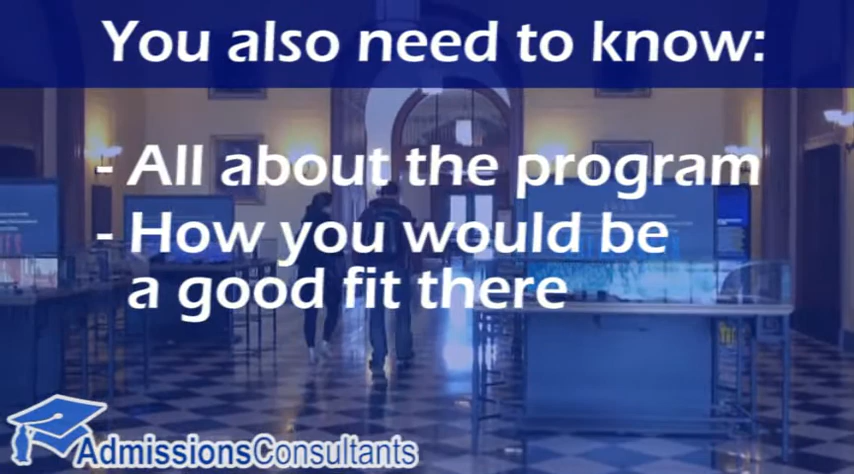 You also need to know:
- All about the program
- How you would be
a good fit there
AdmissionsConsultants